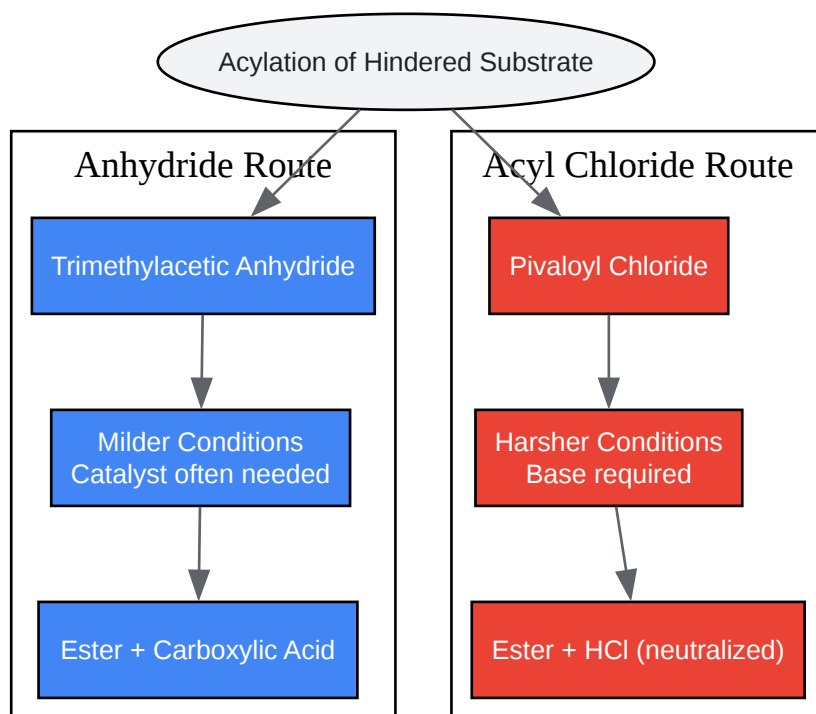 Acylation of Hindered Substrate
Anhydride Route
Trimethylacetic Anhydride
Milder Conditions
Catalyst often needed
Ester + Carboxylic Acid
Acyl Chloride Route
Pivaloyl Chloride
Harsher Conditions
Base required
Ester + HCl (neutralized)